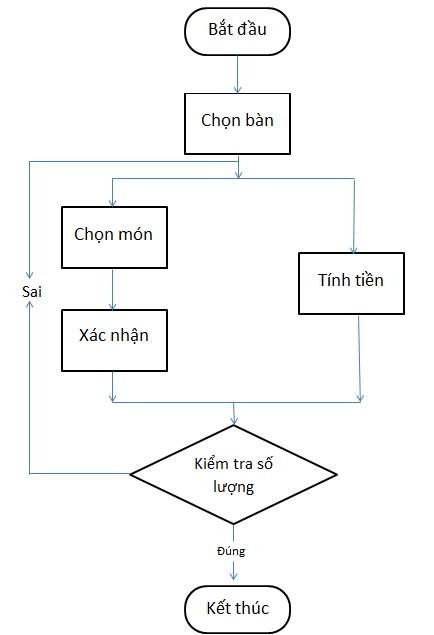 Bắt đầu
Chọn bàn
Chọn món
Tính tiền
Sai
Xác nhận
Kiểm tra số
lượng
Đúng
Kết thúc